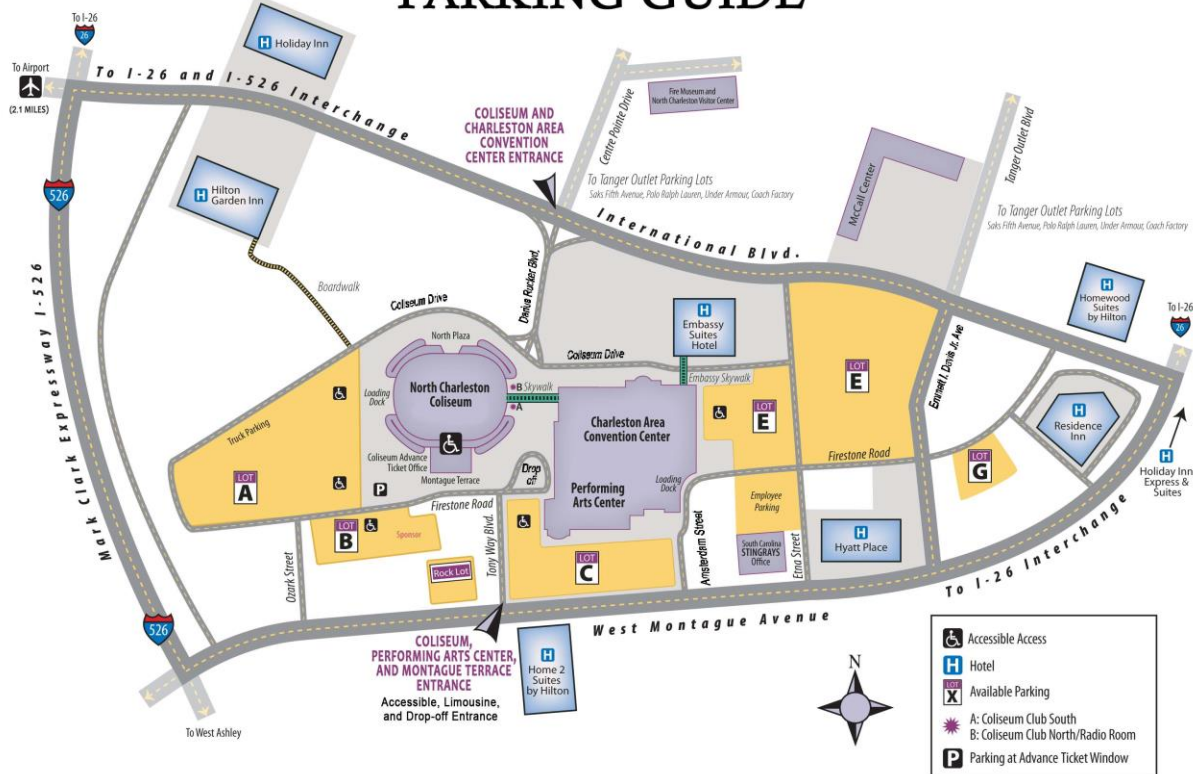 PARKING GUIDE
To I-26
26
To Airport
(2.1 MILES)
To I-26 and I-526 Interchange
H Holiday Inn
COLISEUM AND
CHARLESTON AREA
CONVENTION
CENTER ENTRANCE
Centre Pointe Drive
Fire Museum and
North Charleston Visitor Center
To Tanger Outlet Parking Lots
Saks Fifth Avenue, Polo Ralph Lauren, Under Armour, Coach Factory
McCall Center
Tanger Outlet Blvd
To Tanger Outlet Parking Lots
Saks Fifth Avenue, Polo Ralph Lauren, Under Armour, Coach Factory
526
H Hilton
Garden Inn
International Blvd.
Mark Clark Expressway I-526
Boardwalk
Coliseum Drive
Darius Rucker Blvd.
H
Homewood
Suites
by Hilton
To I-26
26
North Plaza
H
Embassy
Suites
Hotel
Coliseum Drive
Embassy Skywalk
Emmett I. Davis Jr. Ave
Loading
Dock
North Charleston
Coliseum
B Skywalk
A
Charleston Area
Convention Center
LOT
E
LOT
E
H
Residence
Inn
Truck Parking
Coliseum Advance
Ticket Office
Montague Terrace
Drop
off
Performing
Arts Center
Loading
Dock
Firestone Road
LOT
G
H
Holiday Inn
Express &
Suites
LOT
A
P
Firestone Road
Employee
Parking
LOT
B
Sponsor
Tony Way Blvd.
Amsterdam Street
South Carolina
STINGRAYS
Office
Etna Street
H
Hyatt Place
Ozark Street
Rock Lot
LOT
C
To I-26 Interchange
West Montague Avenue
526
COLISEUM,
PERFORMING ARTS CENTER,
AND MONTAGUE TERRACE
ENTRANCE
Accessible, Limousine,
and Drop-off Entrance
H
Home 2
Suites
by Hilton
To West Ashley
N
Accessible Access
H Hotel
LOT
X Available Parking
A: Coliseum Club South
B: Coliseum Club North/Radio Room
P Parking at Advance Ticket Window